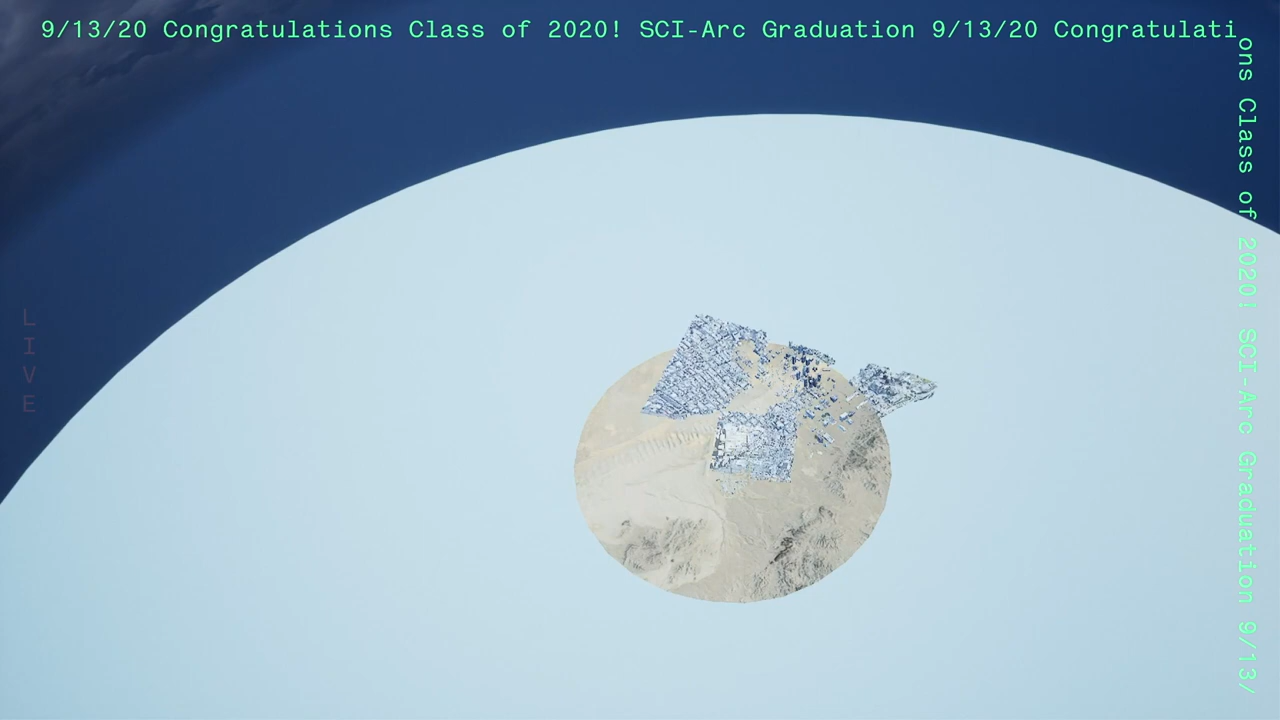 9/13/20 Congratulations Class of 2020! SCI-Arc Graduation 9/13/20 Congratulati
ons Class of 2020! SCI-Arc Graduation 9/13/
LIVE